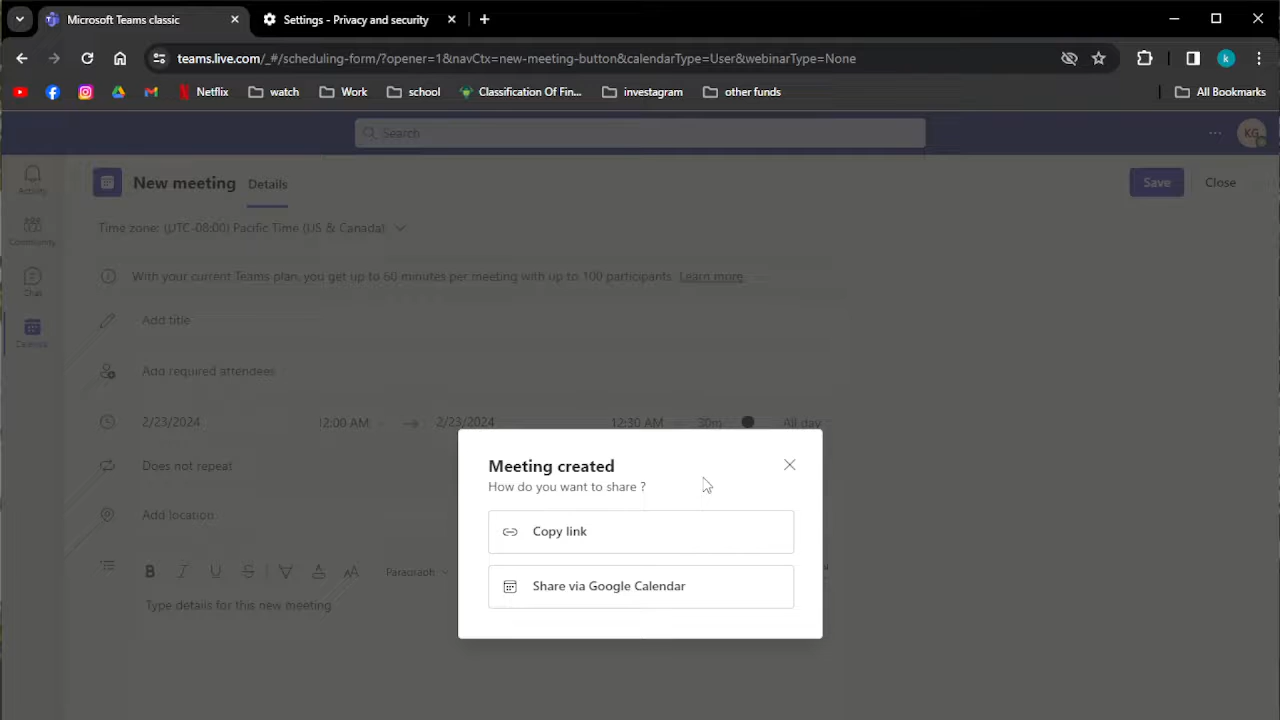 Microsoft Teams classic
Settings - Privacy and security
teams.live.com/_#/scheduling-form/?opener=1&navCtx=new-meeting-button&calendarType=User&webinarType=None
k
Netflix
watch
Work
school
Classification Of Fin...
investagram
other funds
All Bookmarks
Search
KG
Activity
Community
Chat
Calendar
New meeting
Details
Save
Close
Time zone: (UTC-08:00) Pacific Time (US & Canada)
With your current Teams plan, you get up to 60 minutes per meeting with up to 100 participants. Learn more
Add title
Add required attendees
2/23/2024 12:00 AM 2/23/2024 12:30 AM 30m All day
Does not repeat
Add location
B I U S A AA Paragraph
Type details for this new meeting
Meeting created
How do you want to share ?
Copy link
Share via Google Calendar